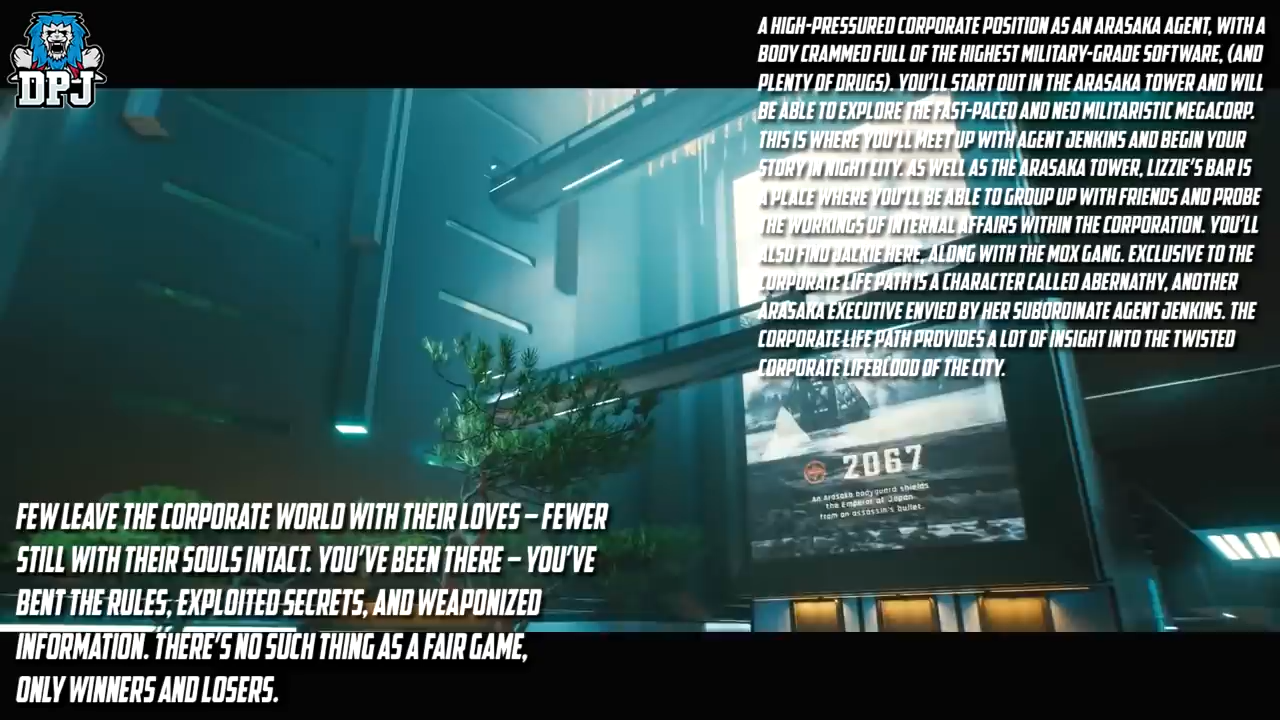 DPJ
A HIGH-PRESSURED CORPORATE POSITION AS AN ARASAKA AGENT, WITH A
BODY CRAMMED FULL OF THE HIGHEST MILITARY-GRADE SOFTWARE, (AND
PLENTY OF DRUGS). YOU'LL START OUT IN THE ARASAKA TOWER AND WILL
BE ABLE TO EXPLORE THE FAST-PACED AND NEO MILITARISTIC MEGACORP.
THIS IS WHERE YOU'LL MEET UP WITH AGENT JENKINS AND BEGIN YOUR
STORY IN NIGHT CITY. AS WELL AS THE ARASAKA TOWER, LIZZIE'S BAR IS
A PLACE WHERE YOU'LL BE ABLE TO GROUP UP WITH FRIENDS AND PROBE
THE WORKINGS OF INTERNAL AFFAIRS WITHIN THE CORPORATION. YOU'LL
ALSO FIND JACKIE HERE, ALONG WITH THE MOX GANG. EXCLUSIVE TO THE
CORPORATE LIFE PATH IS A CHARACTER CALLED ABERNATHY, ANOTHER
ARASAKA EXECUTIVE ENVIED BY HER SUBORDINATE AGENT JENKINS. THE
CORPORATE LIFE PATH PROVIDES A LOT OF INSIGHT INTO THE TWISTED
CORPORATE LIFEBLOOD OF THE CITY.
2067
An Arasaka bodyguard shields
the Emperor of Japan
from an assassin's bullet.
FEW LEAVE THE CORPORATE WORLD WITH THEIR LOVES – FEWER
STILL WITH THEIR SOULS INTACT. YOU'VE BEEN THERE – YOU'VE
BENT THE RULES, EXPLOITED SECRETS, AND WEAPONIZED
INFORMATION. THERE'S NO SUCH THING AS A FAIR GAME,
ONLY WINNERS AND LOSERS.